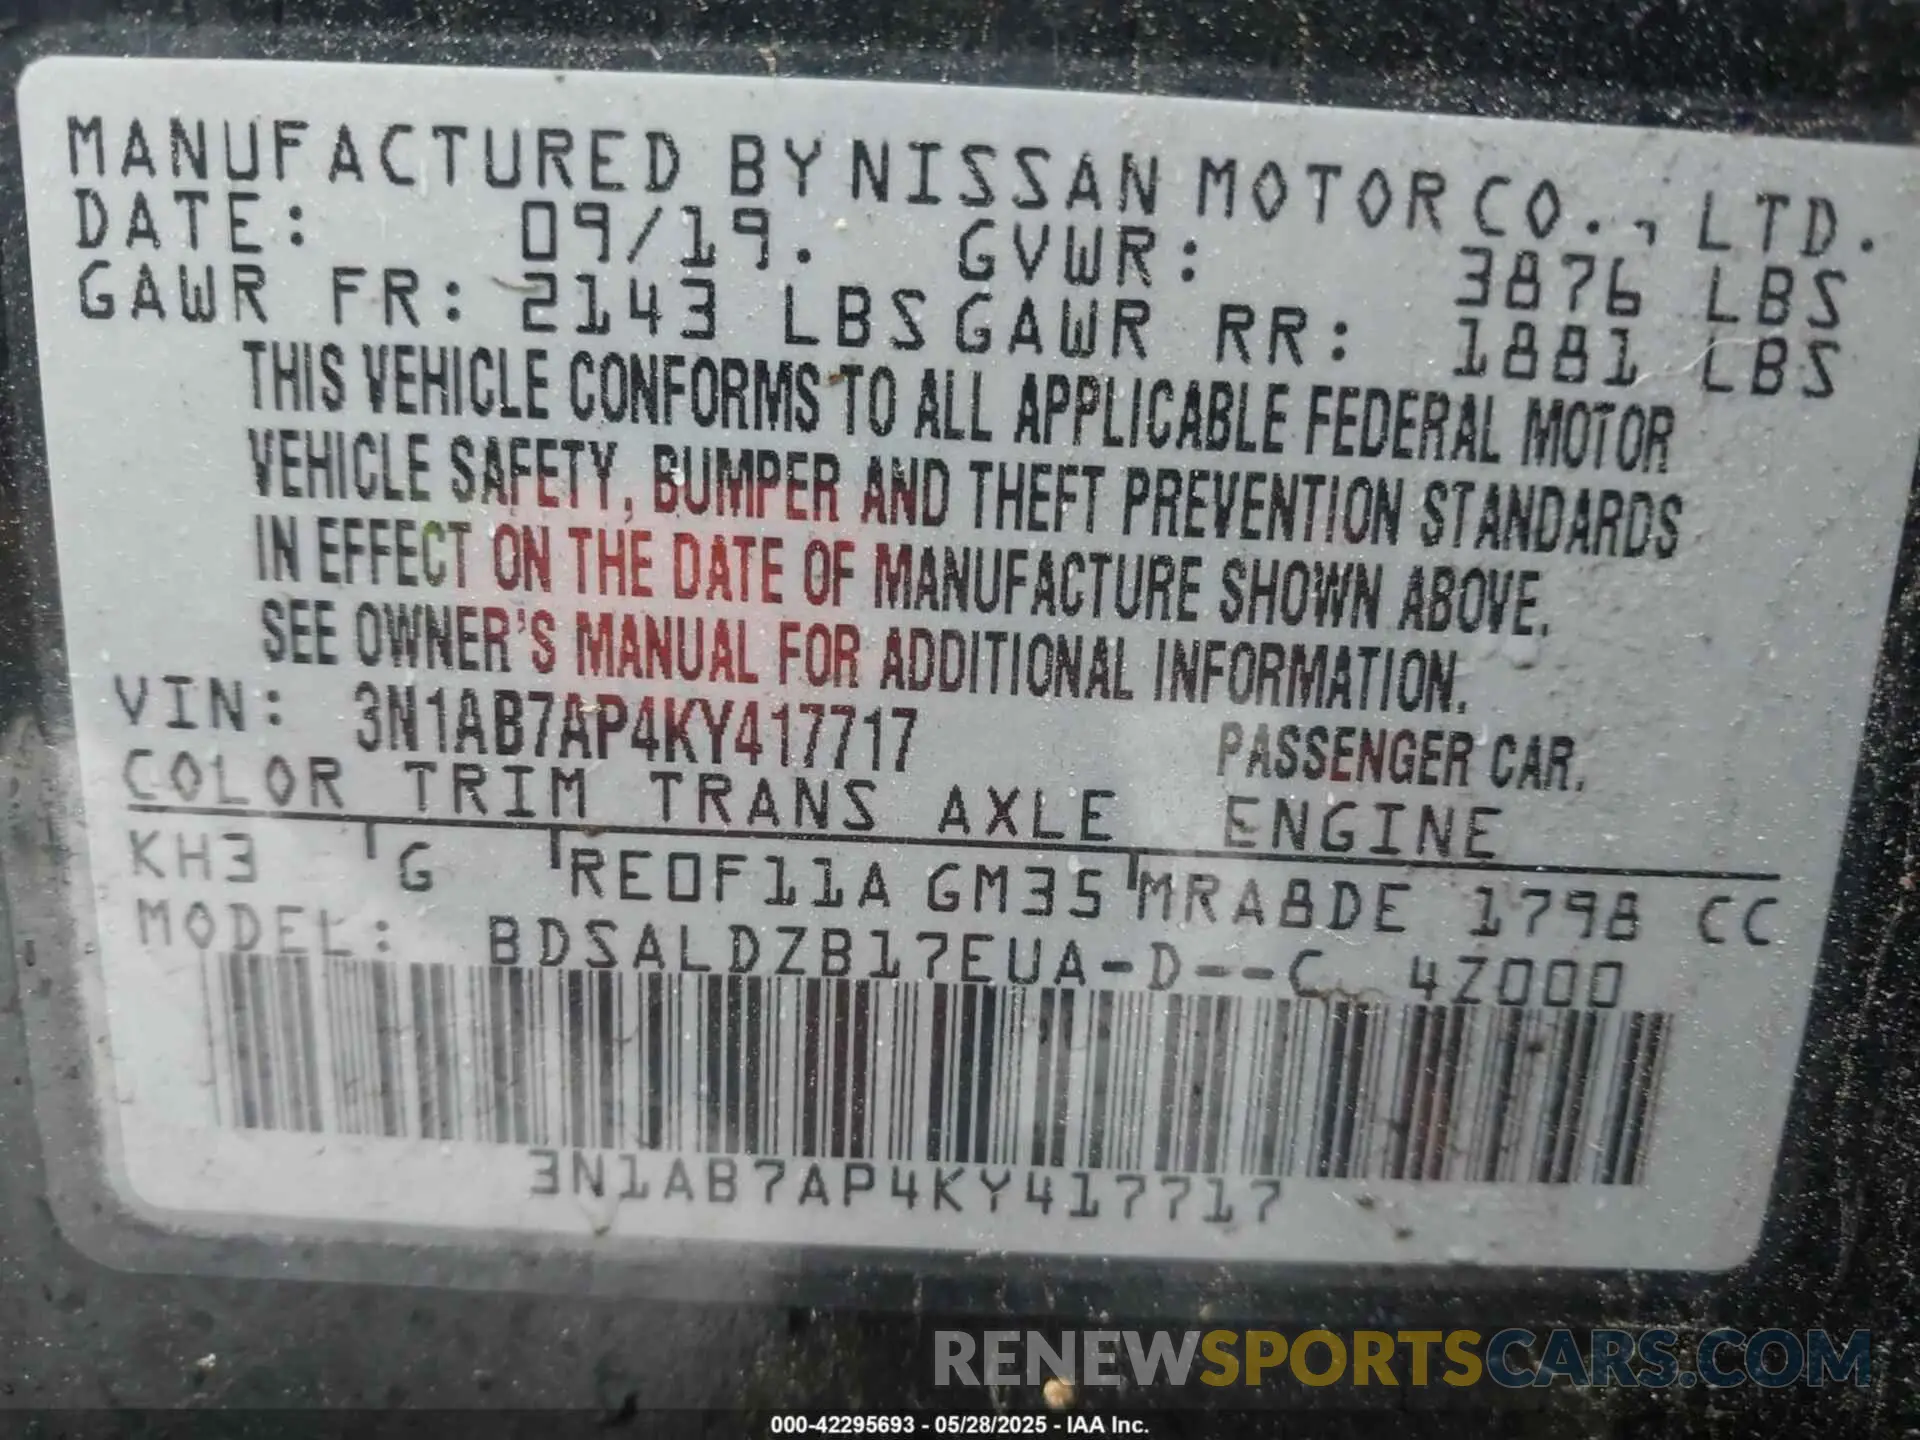 MANUFACTURED BY NISSAN MOTOR CO., LTD.
DATE: 09/19. GVWR: 3876 LBS
GAWR FR: 2143 LBS GAWR RR: 1881 LBS
THIS VEHICLE CONFORMS TO ALL APPLICABLE FEDERAL MOTOR
VEHICLE SAFETY, BUMPER AND THEFT PREVENTION STANDARDS
IN EFFECT ON THE DATE OF MANUFACTURE SHOWN ABOVE.
SEE OWNER'S MANUAL FOR ADDITIONAL INFORMATION.
VIN: 3N1AB7AP4KY417717 PASSENGER CAR.
COLOR TRIM TRANS AXLE ENGINE
KH3 G RE0F11A GM35 MRA8DE 1798 CC
MODEL: BDSALDZB17EUA-D--C 4Z000
3N1AB7AP4KY417717
RENEWSPORTSCARS.COM
000-42295693 - 05/28/2025 - IAA Inc.